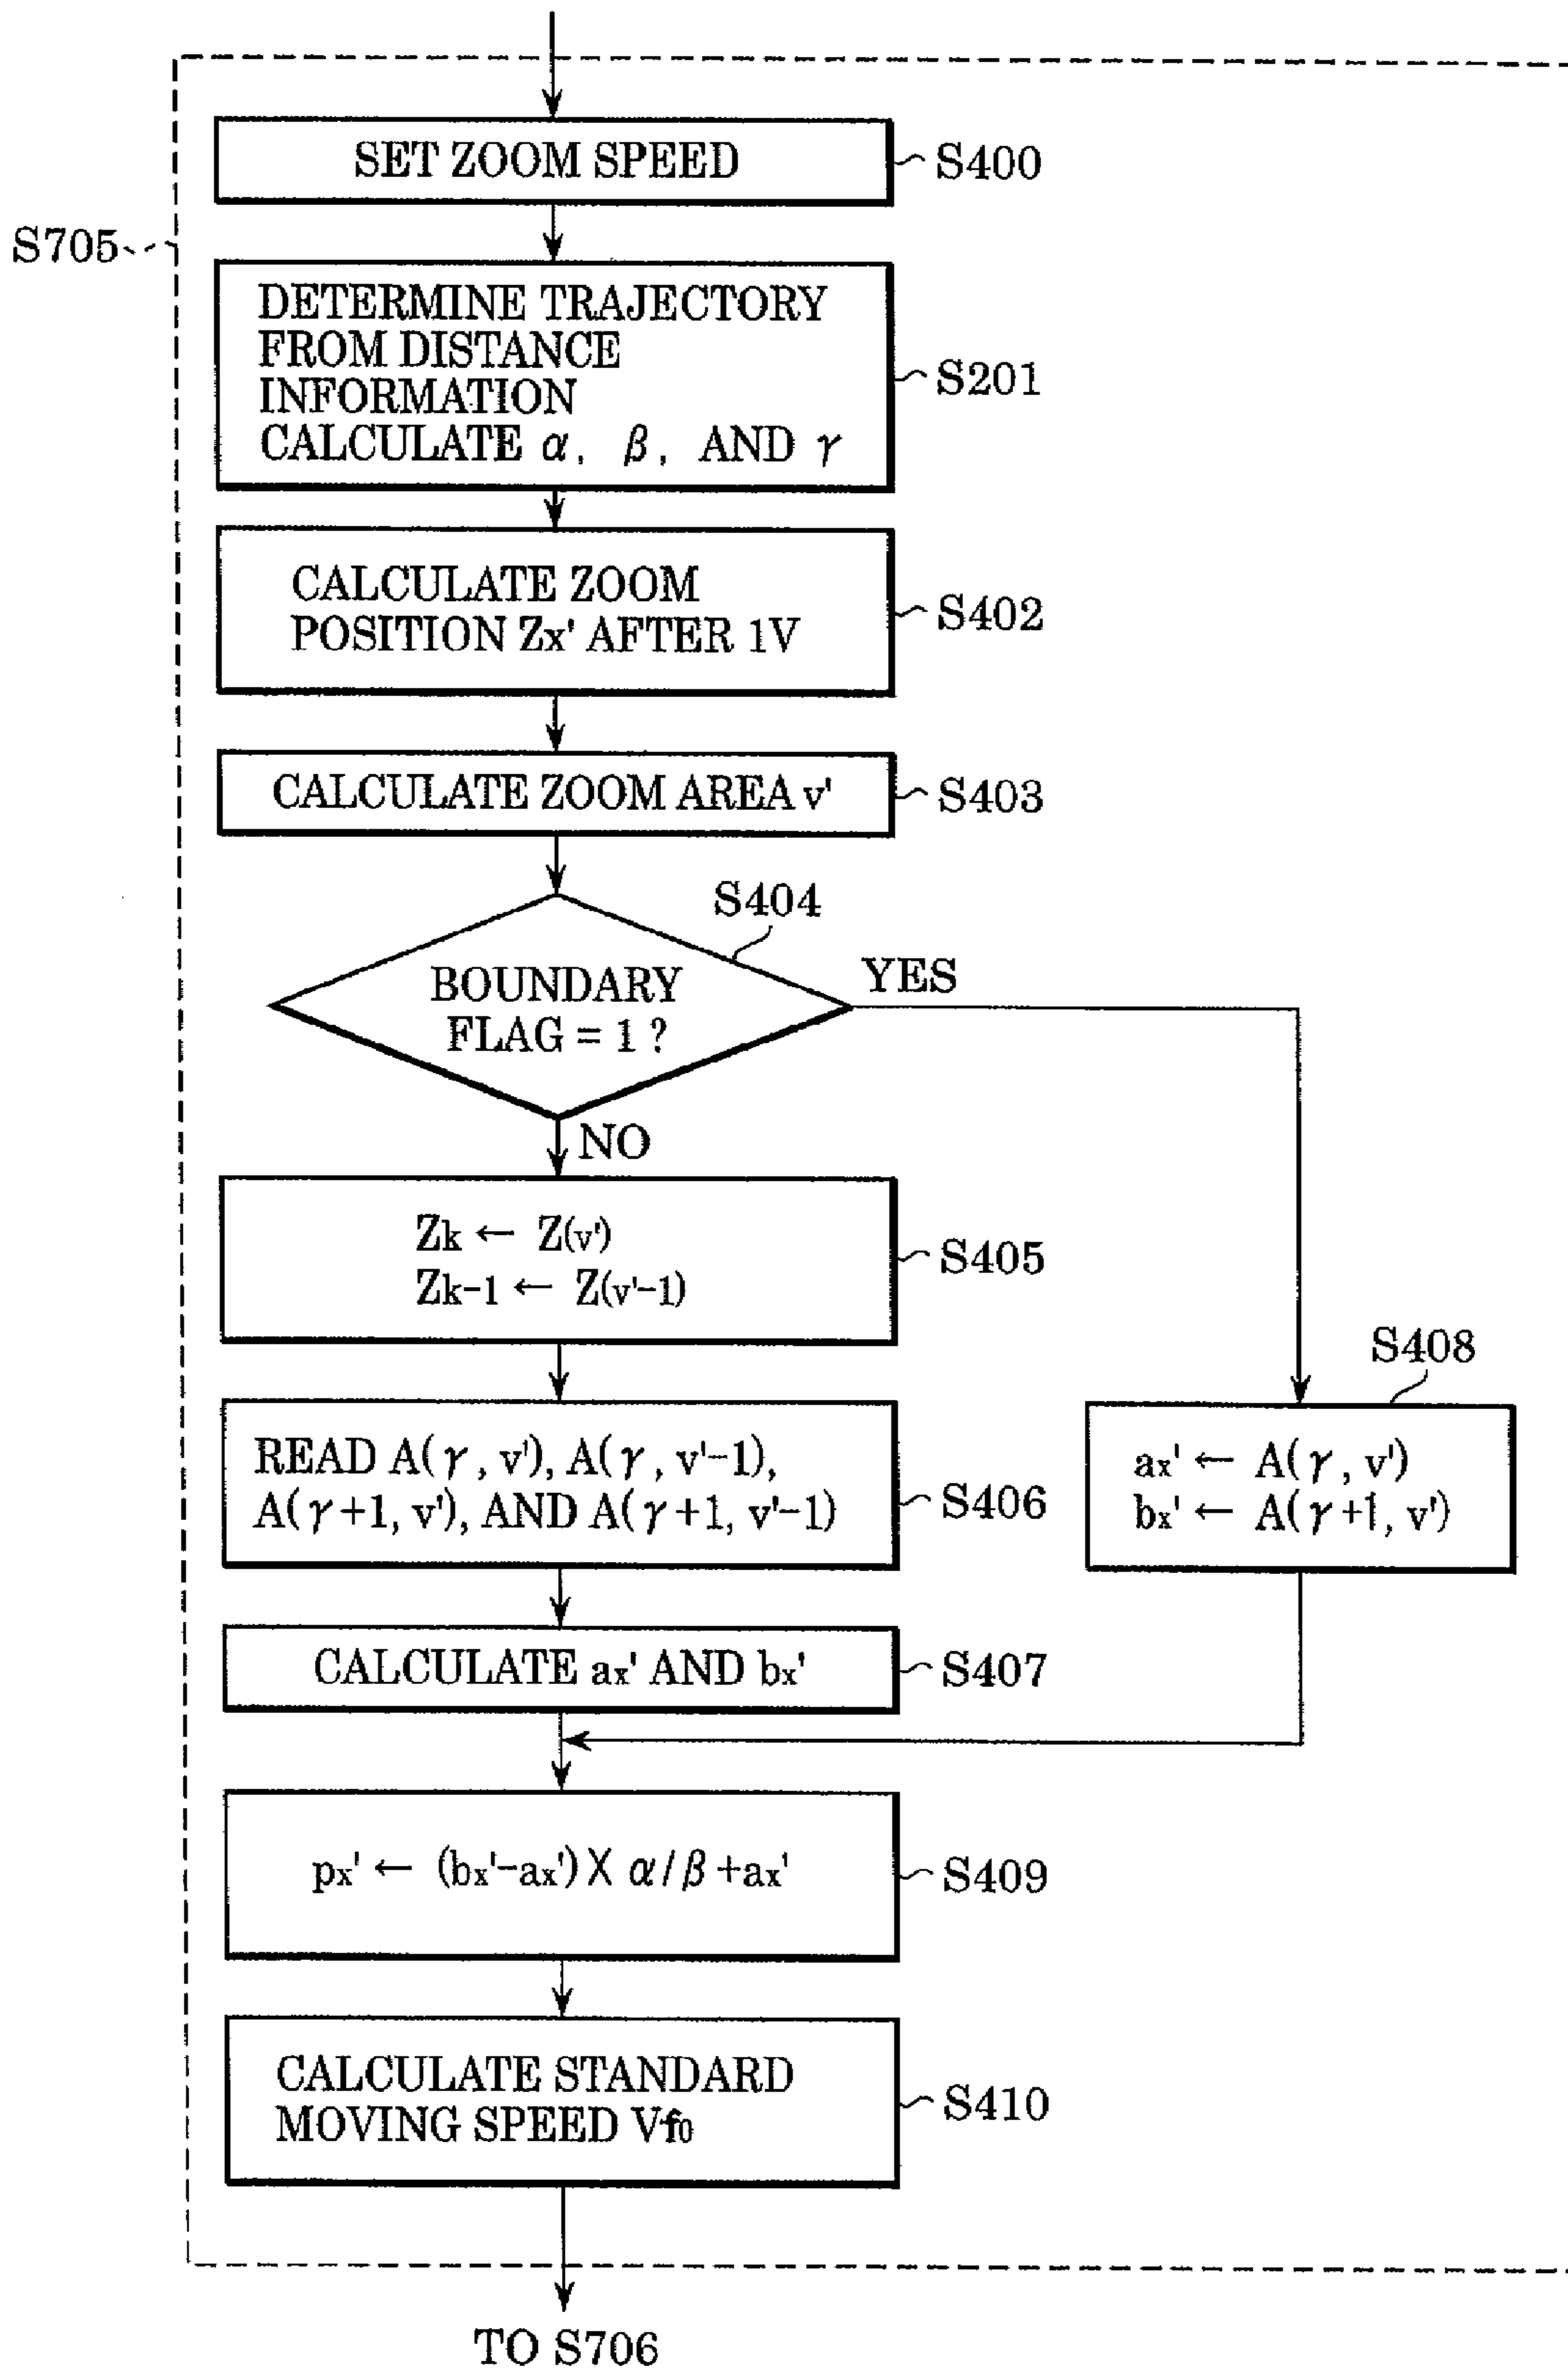 SET ZOOM SPEED
S400
S705
DETERMINE TRAJECTORY
FROM DISTANCE
INFORMATION
CALCULATE α, β, AND γ
S201
CALCULATE ZOOM
POSITION Zx' AFTER 1V
S402
CALCULATE ZOOM AREA v'
S403
S404
BOUNDARY
FLAG = 1 ?
YES
NO
Zk ← Z(v')
Zk-1 ← Z(v'-1)
S405
S408
READ A(γ, v'), A(γ, v'-1),
A(γ+1, v'), AND A(γ+1, v'-1)
S406
ax' ← A(γ, v')
bx' ← A(γ+1, v')
CALCULATE ax' AND bx'
S407
px' ← (bx'-ax') X α/β +ax'
S409
CALCULATE STANDARD
MOVING SPEED Vf0
S410
TO S706